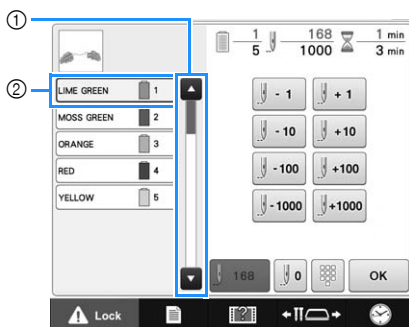 ①
②
1
5
168
1000
1 min
3 min
LIME GREEN 1
MOSS GREEN 2
ORANGE 3
RED 4
YELLOW 5
- 1
+ 1
- 10
+10
-100
+100
-1000
+1000
168
0
OK
Lock
?